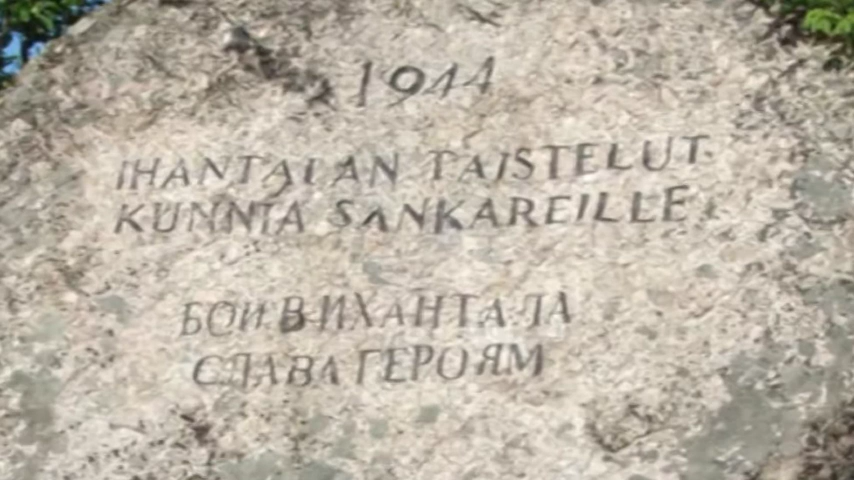 1944
IHANTALAN TAISTELUT
KUNNIA SANKAREILLE
БОИ В ИХАНТАЛА
СЛАВА ГЕРОЯМ